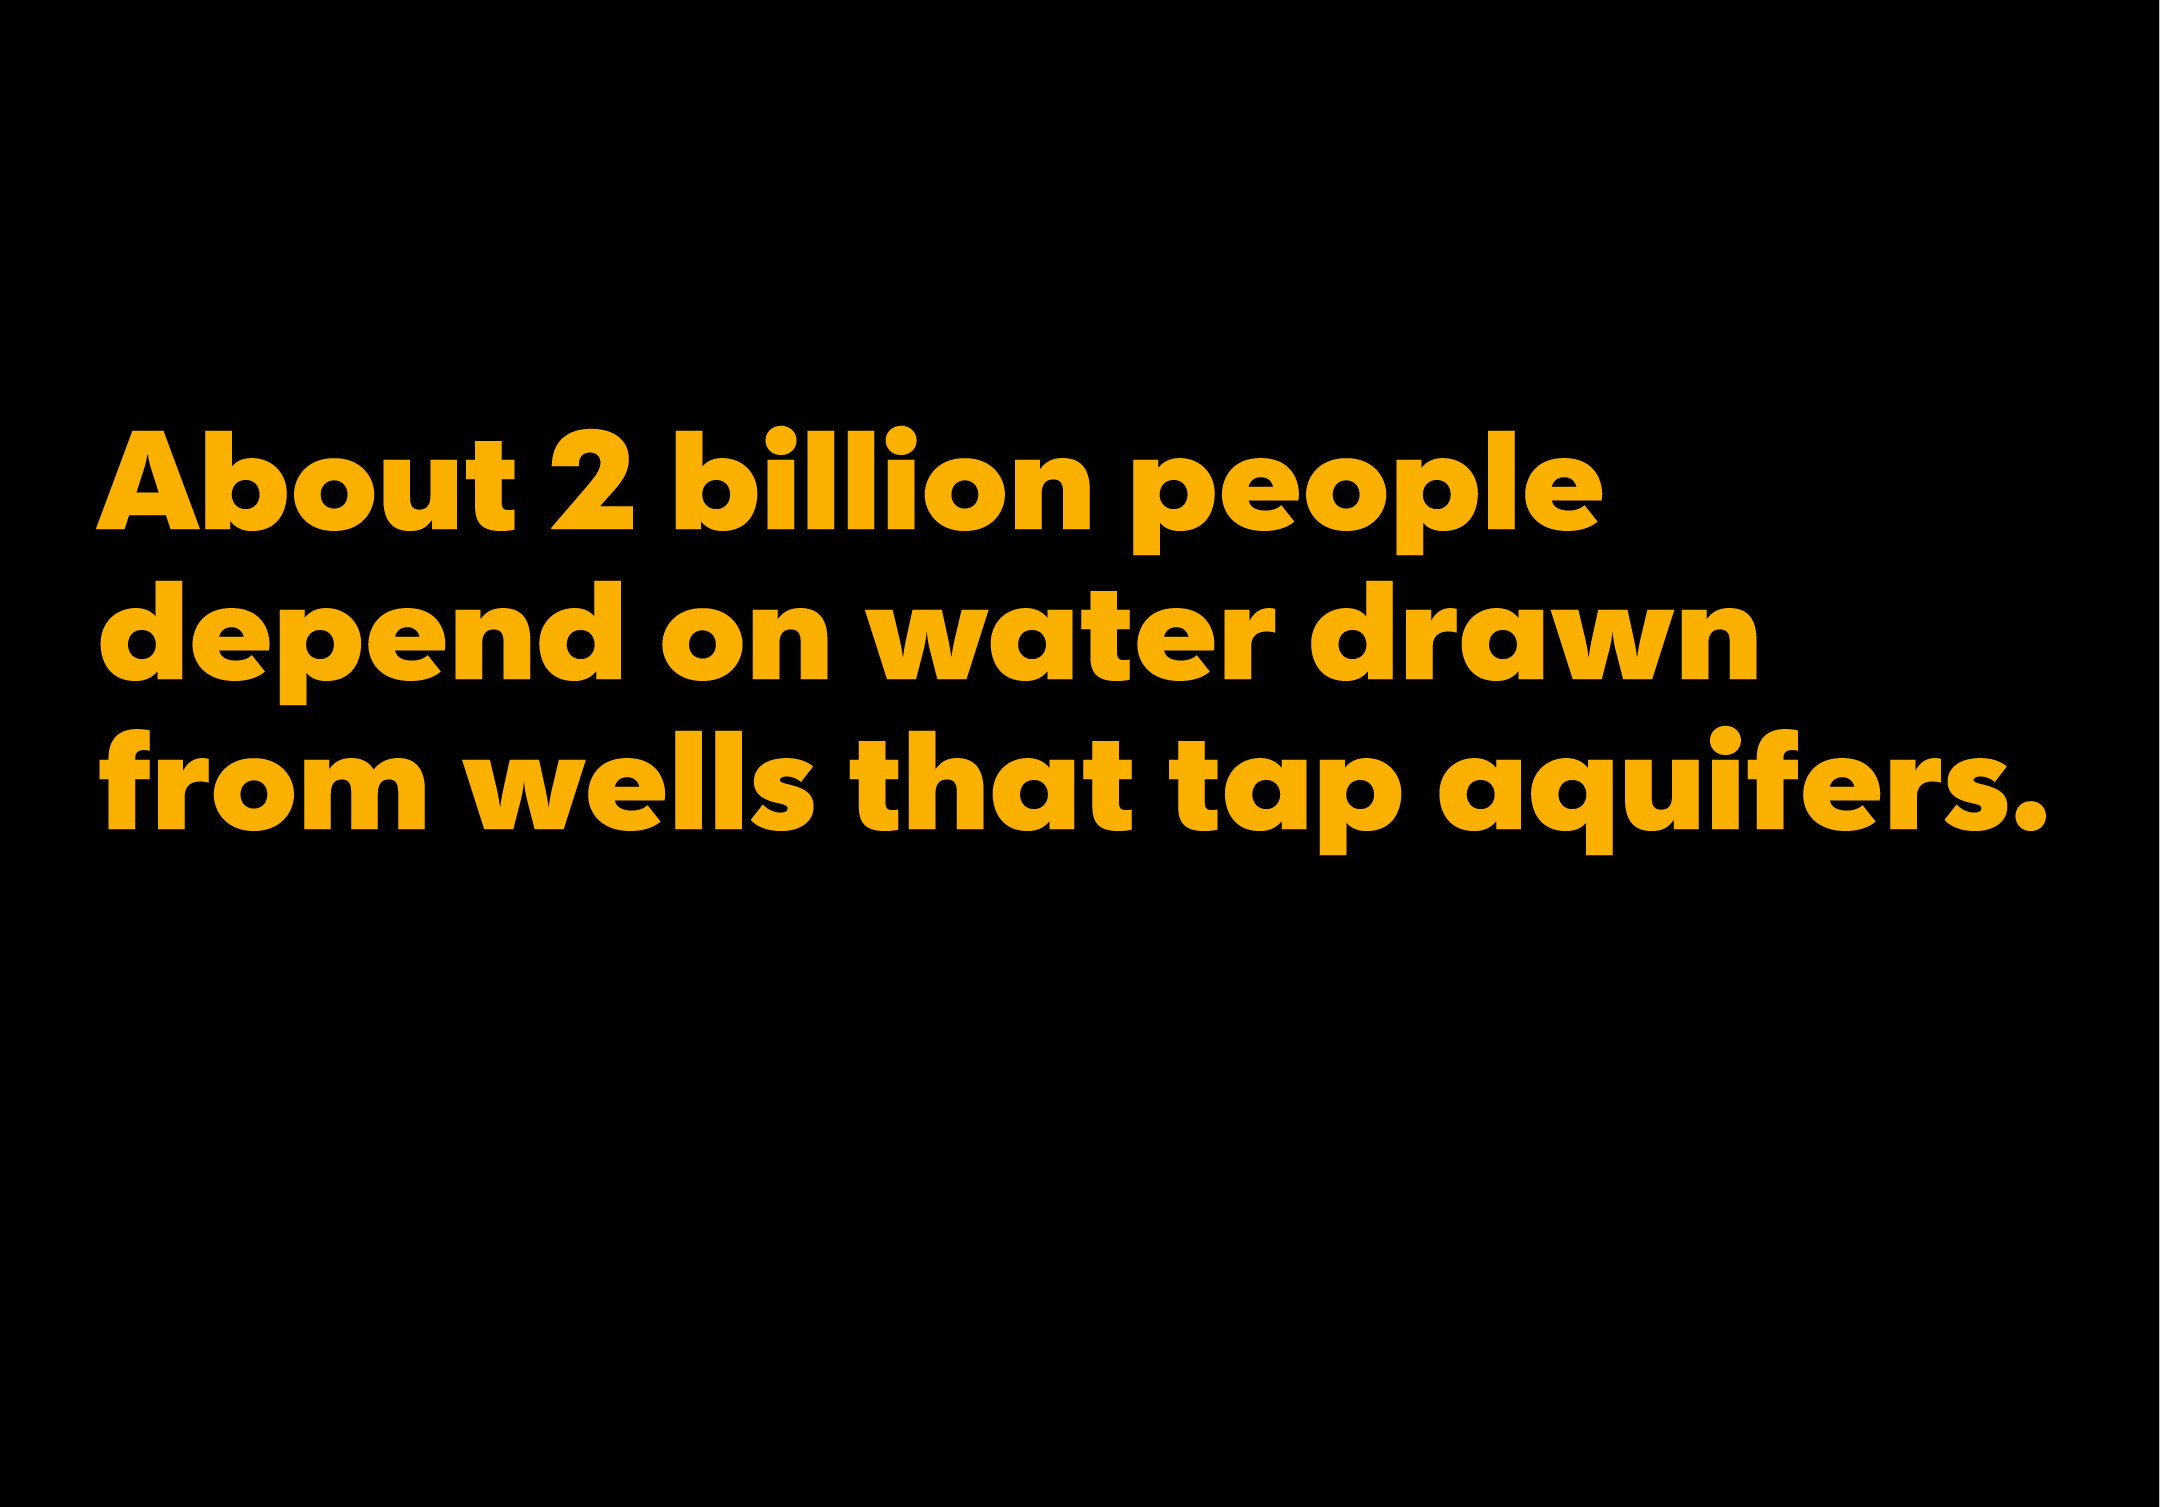 About 2 billion people
depend on water drawn
from wells that tap aquifers.